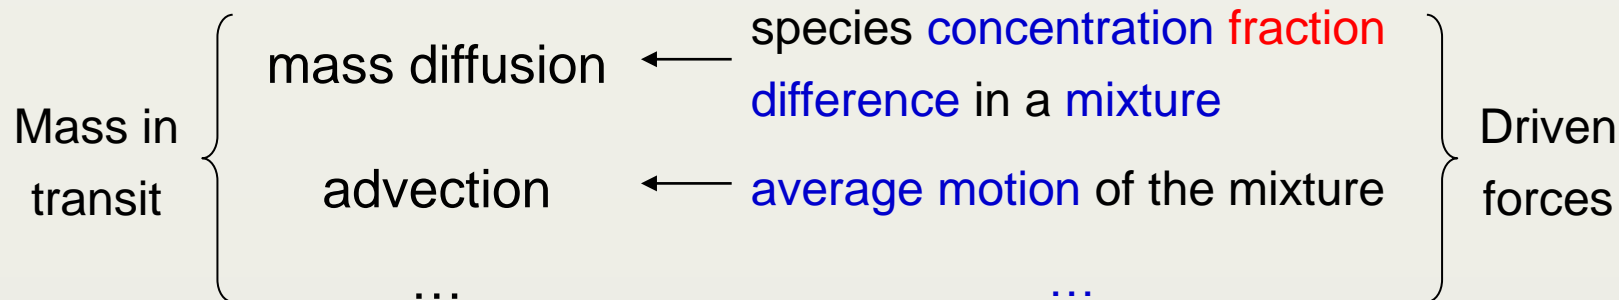 Mass in
transit
mass diffusion
species concentration fraction
difference in a mixture
advection
average motion of the mixture
…
…
Driven
forces